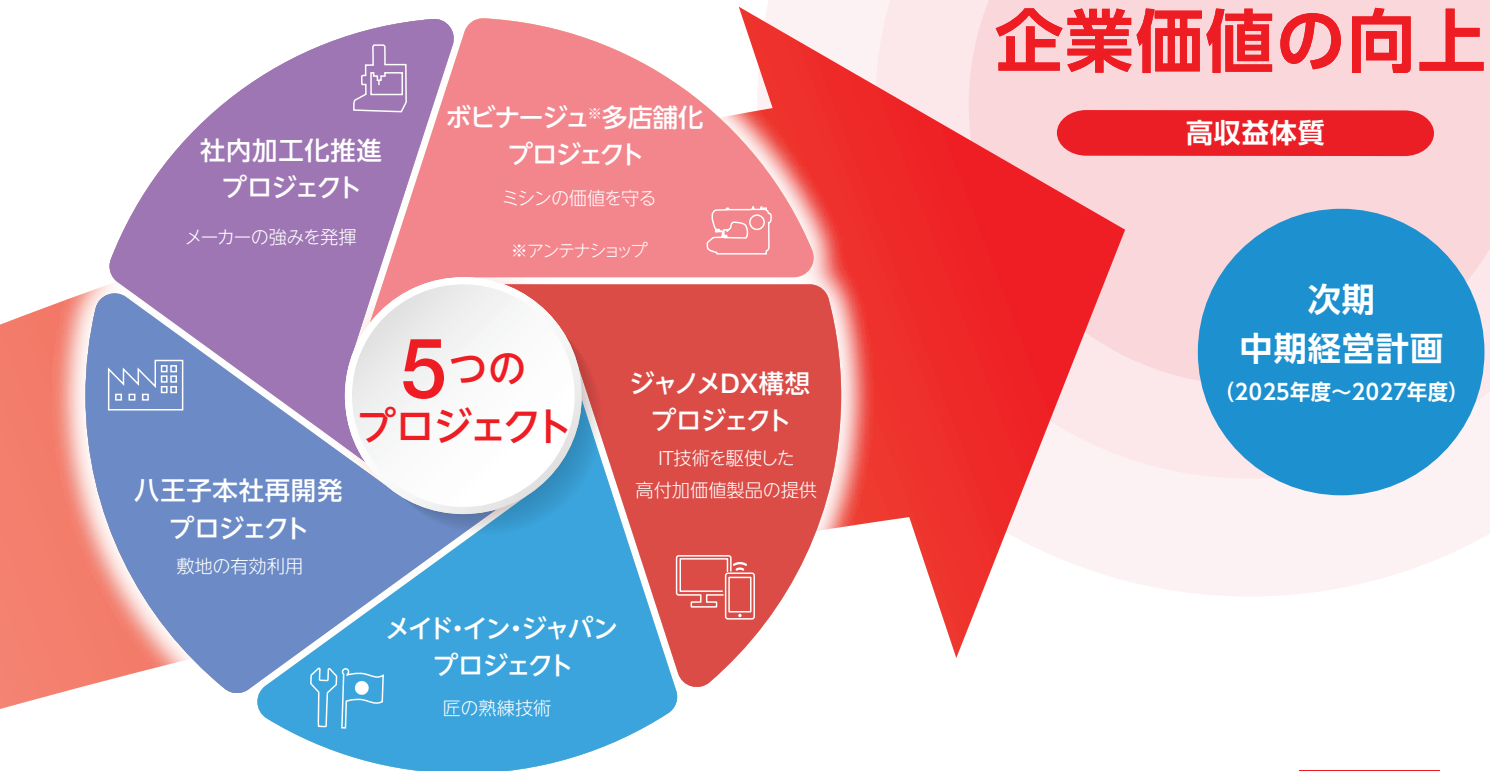 企業価値の向上
高収益体質
次期
中期経営計画
(2025年度～2027年度)
5つの
プロジェクト
社内加工化推進
プロジェクト
メーカーの強みを発揮
ボビナージュ※多店舗化
プロジェクト
ミシンの価値を守る
※アンテナショップ
ジャノメDX構想
プロジェクト
IT技術を駆使した
高付加価値製品の提供
メイド・イン・ジャパン
プロジェクト
匠の熟練技術
八王子本社再開発
プロジェクト
敷地の有効利用